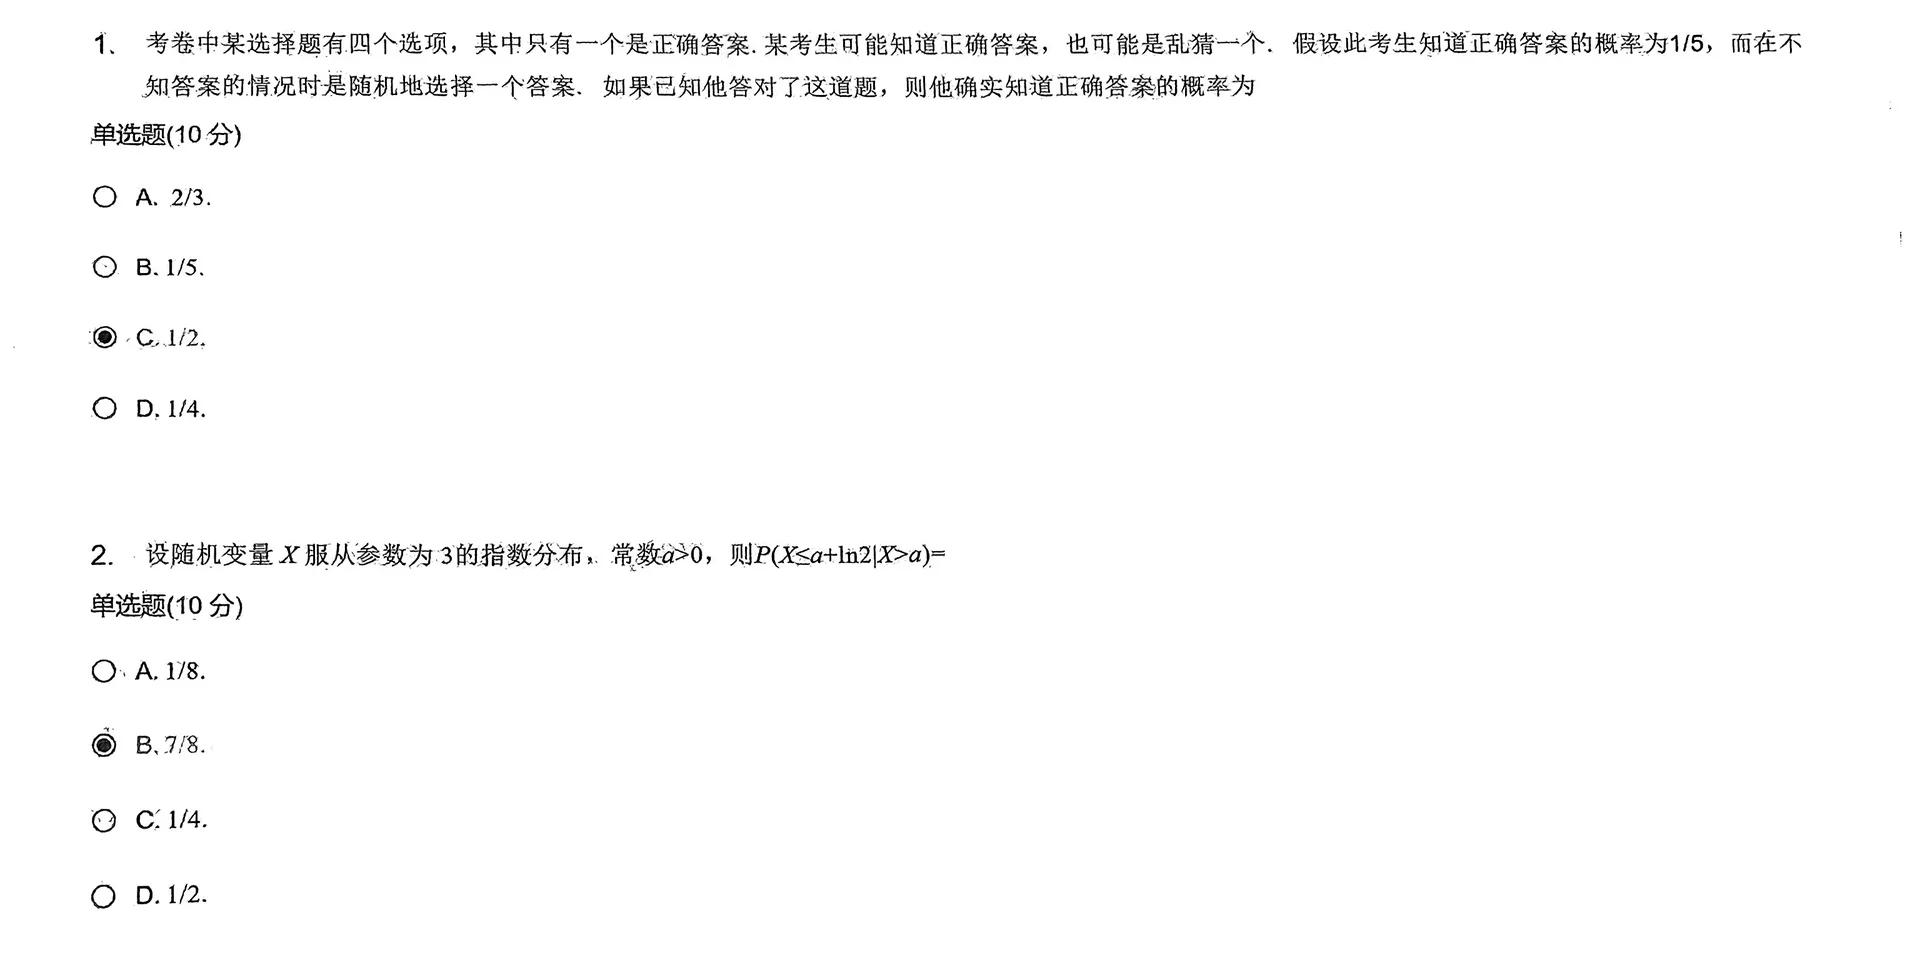 1、 考卷中某选择题有四个选项，其中只有一个是正确答案. 某考生可能知道正确答案，也可能是乱猜一个. 假设此考生知道正确答案的概率为1/5，而在不
知答案的情况时是随机地选择一个答案. 如果已知他答对了这道题，则他确实知道正确答案的概率为
单选题(10 分)
A. 2/3.
B. 1/5.
C. 1/2.
D. 1/4.
2. 设随机变量 X 服从参数为 3的指数分布，常数a>0，则P(X≤a+ln2|X>a)=
单选题(10 分)
A. 1/8.
B. 7/8.
C. 1/4.
D. 1/2.